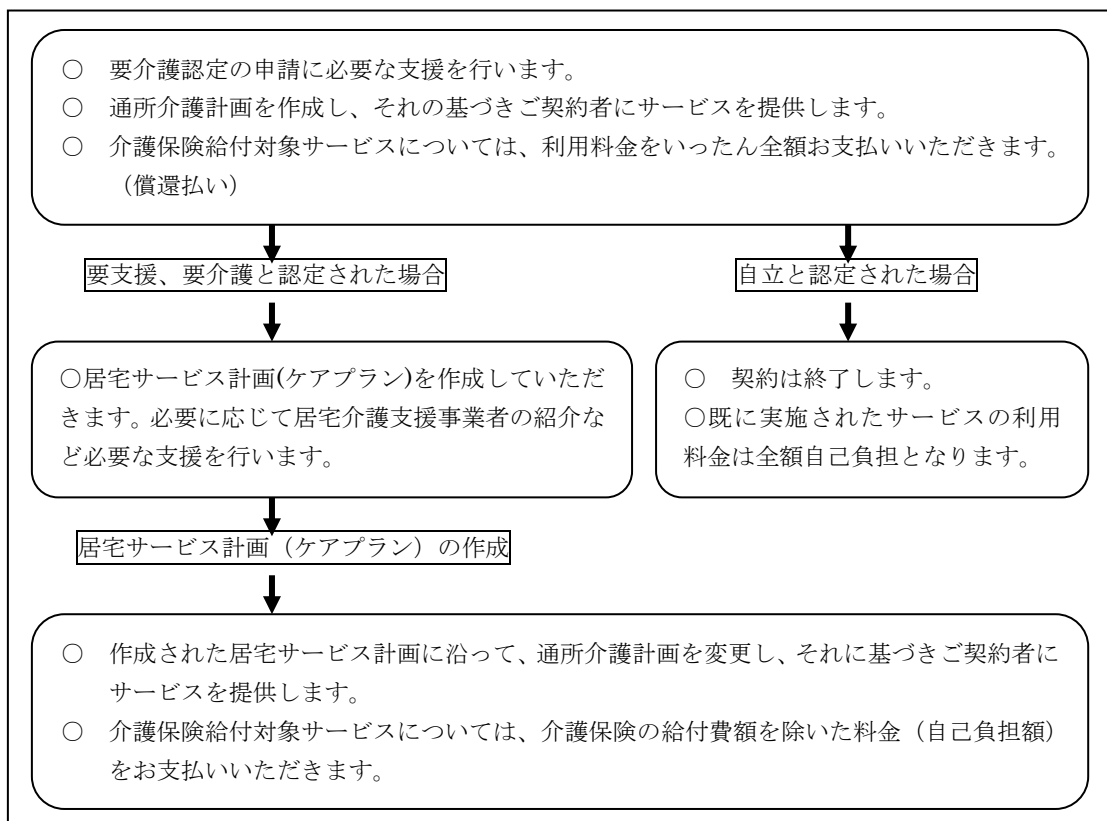 ○　要介護認定の申請に必要な支援を行います。
○　通所介護計画を作成し、それの基づきご契約者にサービスを提供します。
○　介護保険給付対象サービスについては、利用料金をいったん全額お支払いいただきます。
（償還払い）
要支援、要介護と認定された場合
自立と認定された場合
○居宅サービス計画(ケアプラン)を作成していただ
きます。必要に応じて居宅介護支援事業者の紹介な
ど必要な支援を行います。
○　契約は終了します。
○既に実施されたサービスの利用
料金は全額自己負担となります。
居宅サービス計画（ケアプラン）の作成
○　作成された居宅サービス計画に沿って、通所介護計画を変更し、それに基づきご契約者に
サービスを提供します。
○　介護保険給付対象サービスについては、介護保険の給付費額を除いた料金（自己負担額）
をお支払いいただきます。